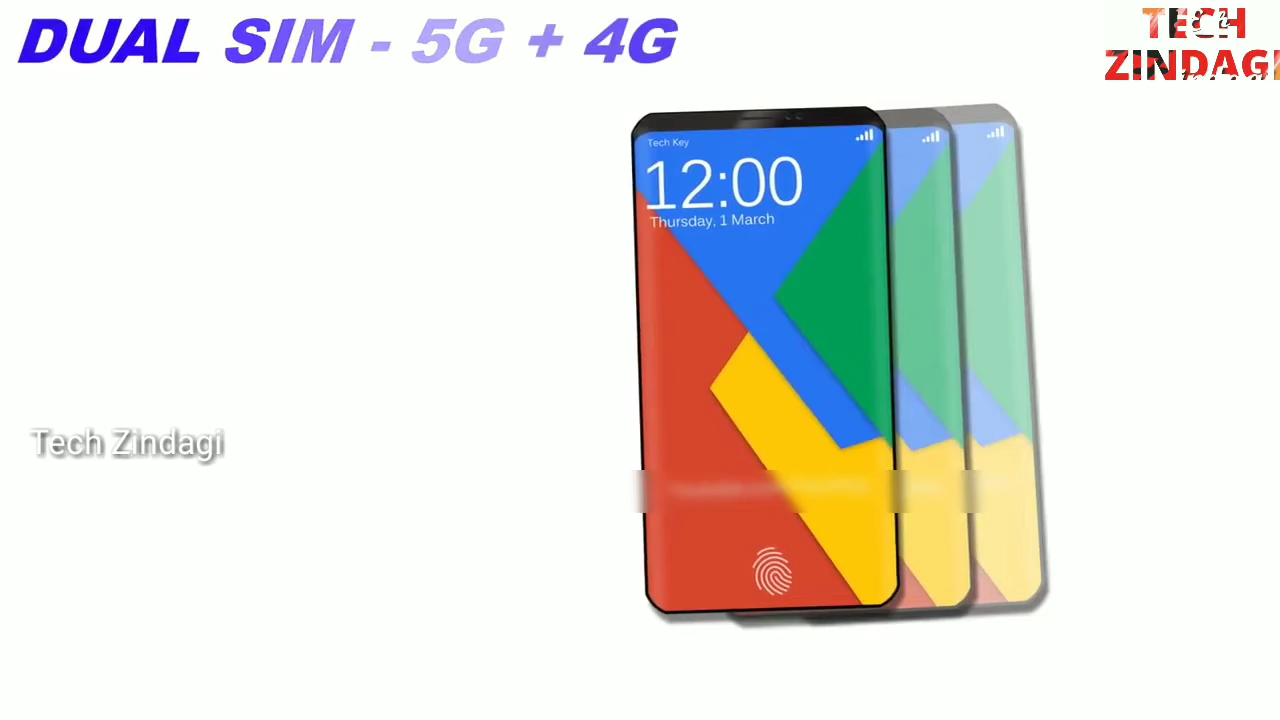 DUAL SIM - 5G + 4G
TECH
ZINDAGI
Tech Key
12:00
Thursday, 1 March
Tech Zindagi